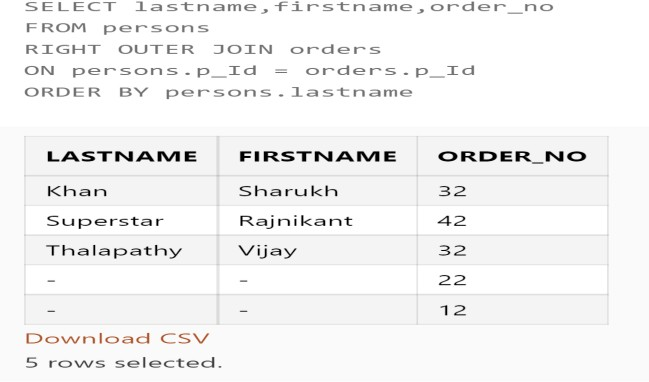 SELECT lastname,firstname,order_no
FROM persons
RIGHT OUTER JOIN orders
ON persons.p_Id = orders.p_Id
ORDER BY persons.lastname
LASTNAME FIRSTNAME ORDER_NO
Khan Sharukh 32
Superstar Rajnikant 42
Thalapathy Vijay 32
- - 22
- - 12
Download CSV
5 rows selected.